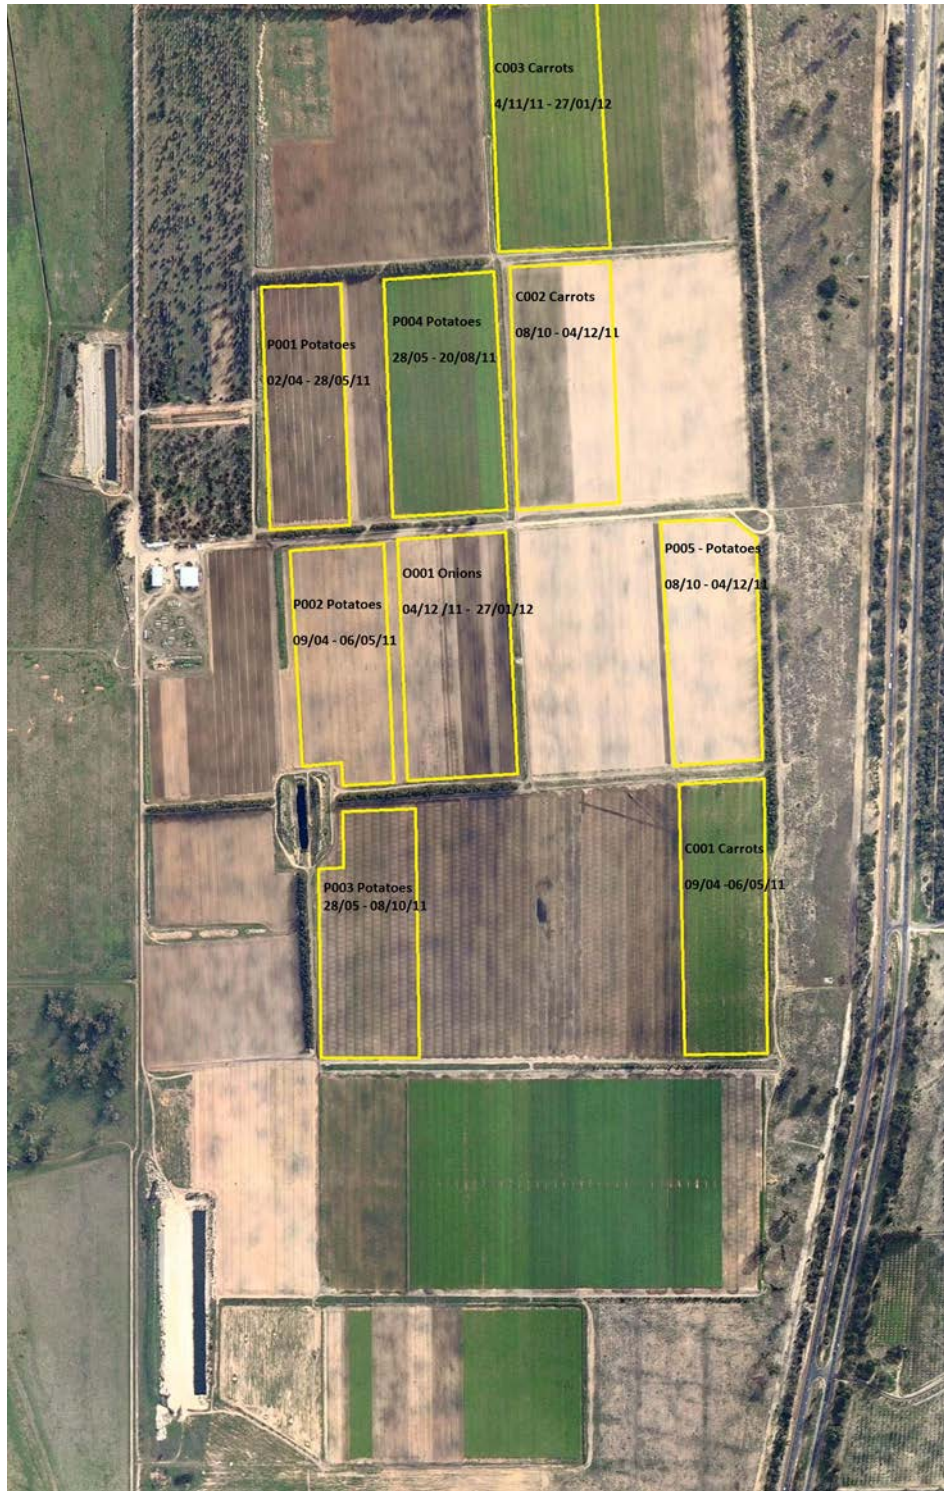 C003 Carrots
4/11/11 - 27/01/12
C002 Carrots
08/10 - 04/12/11
P004 Potatoes
28/05 - 20/08/11
P001 Potatoes
02/04 - 28/05/11
P005 - Potatoes
08/10 - 04/12/11
O001 Onions
04/12 /11 - 27/01/12
P002 Potatoes
09/04 - 06/05/11
C001 Carrots
09/04 -06/05/11
P003 Potatoes
28/05 - 08/10/11